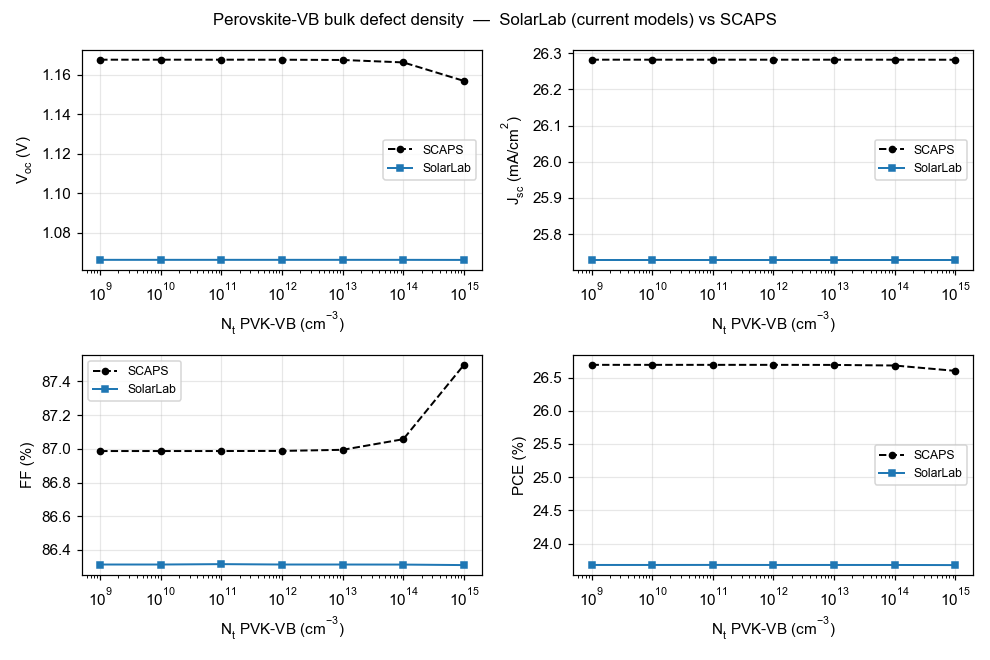 Perovskite-VB bulk defect density — SolarLab (current models) vs SCAPS
1.16
1.14
1.12
1.10
1.08
V_oc (V)
SCAPS
SolarLab
10^9 10^10 10^11 10^12 10^13 10^14 10^15
N_t PVK-VB (cm^−3)
26.3
26.2
26.1
26.0
25.9
25.8
J_sc (mA/cm^2)
SCAPS
SolarLab
10^9 10^10 10^11 10^12 10^13 10^14 10^15
N_t PVK-VB (cm^−3)
87.4
87.2
87.0
86.8
86.6
86.4
FF (%)
SCAPS
SolarLab
10^9 10^10 10^11 10^12 10^13 10^14 10^15
N_t PVK-VB (cm^−3)
26.5
26.0
25.5
25.0
24.5
24.0
PCE (%)
SCAPS
SolarLab
10^9 10^10 10^11 10^12 10^13 10^14 10^15
N_t PVK-VB (cm^−3)